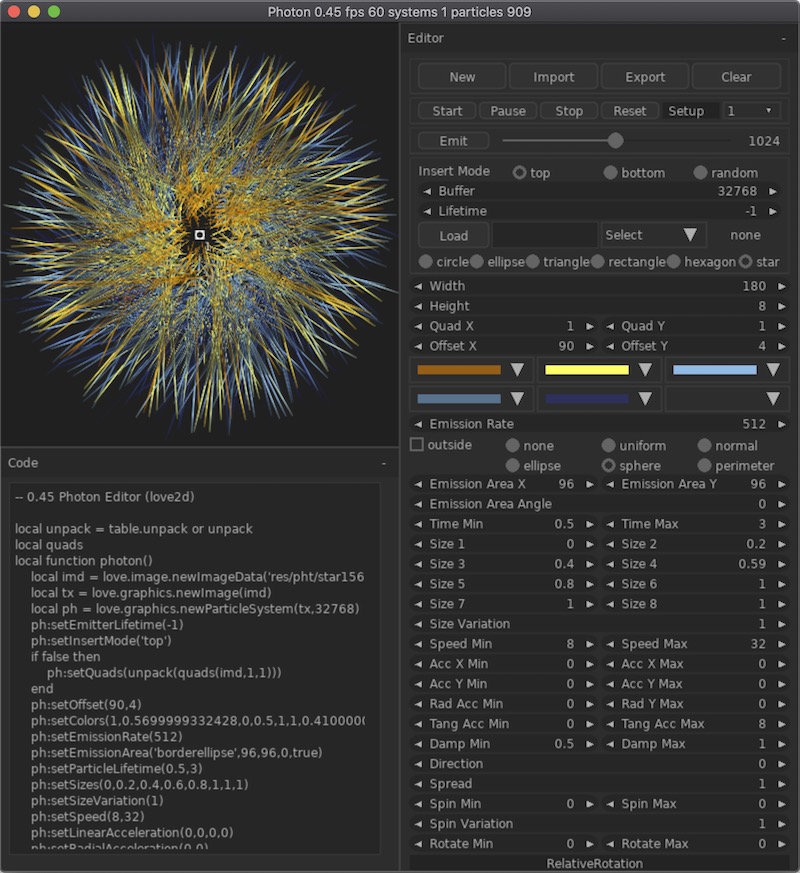 Photon 0.45 fps 60 systems 1 particles 909
Editor -
New Import Export Clear
Start Pause Stop Reset Setup 1
Emit 1024
Insert Mode top bottom random
Buffer 32768
Lifetime -1
Load Select none
circle ellipse triangle rectangle hexagon star
Width 180
Height 8
Quad X 1 Quad Y 1
Offset X 90 Offset Y 4
Emission Rate 512
outside none uniform normal
ellipse sphere perimeter
Emission Area X 96 Emission Area Y 96
Emission Area Angle 0
Time Min 0.5 Time Max 3
Size 1 0 Size 2 0.2
Size 3 0.4 Size 4 0.59
Size 5 0.8 Size 6 1
Size 7 1 Size 8 1
Size Variation 1
Speed Min 8 Speed Max 32
Acc X Min 0 Acc X Max 0
Acc Y Min 0 Acc Y Max 0
Rad Acc Min 0 Rad Y Max 0
Tang Acc Min 0 Tang Acc Max 8
Damp Min 0.5 Damp Max 1
Direction 0
Spread 1
Spin Min 0 Spin Max 0
Spin Variation 1
Rotate Min 0 Rotate Max 0
RelativeRotation
Code -
-- 0.45 Photon Editor (love2d)
local unpack = table.unpack or unpack
local quads
local function photon()
local imd = love.image.newImageData('res/pht/star156
local tx = love.graphics.newImage(imd)
local ph = love.graphics.newParticleSystem(tx,32768)
ph:setEmitterLifetime(-1)
ph:setInsertMode('top')
if false then
ph:setQuads(unpack(quads(imd,1,1)))
end
ph:setOffset(90,4)
ph:setColors(1,0.5699999332428,0,0.5,1,1,0.4100000
ph:setEmissionRate(512)
ph:setEmissionArea('borderellipse',96,96,0,true)
ph:setParticleLifetime(0.5,3)
ph:setSizes(0,0.2,0.4,0.6,0.8,1,1,1)
ph:setSizeVariation(1)
ph:setSpeed(8,32)
ph:setLinearAcceleration(0,0,0,0)
ph:setRadialAcceleration(0,0)